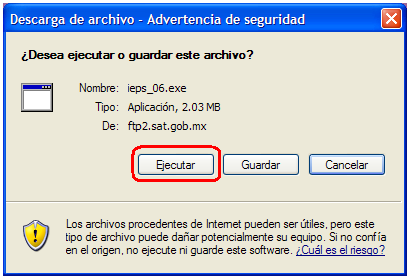 Descarga de archivo - Advertencia de seguridad
¿Desea ejecutar o guardar este archivo?
Nombre: ieps_06.exe
Tipo: Aplicación, 2.03 MB
De: ftp2.sat.gob.mx
Ejecutar Guardar Cancelar
Los archivos procedentes de Internet pueden ser útiles, pero este
tipo de archivo puede dañar potencialmente su equipo. Si no confía
en el origen, no ejecute ni guarde este software. ¿Cuál es el riesgo?